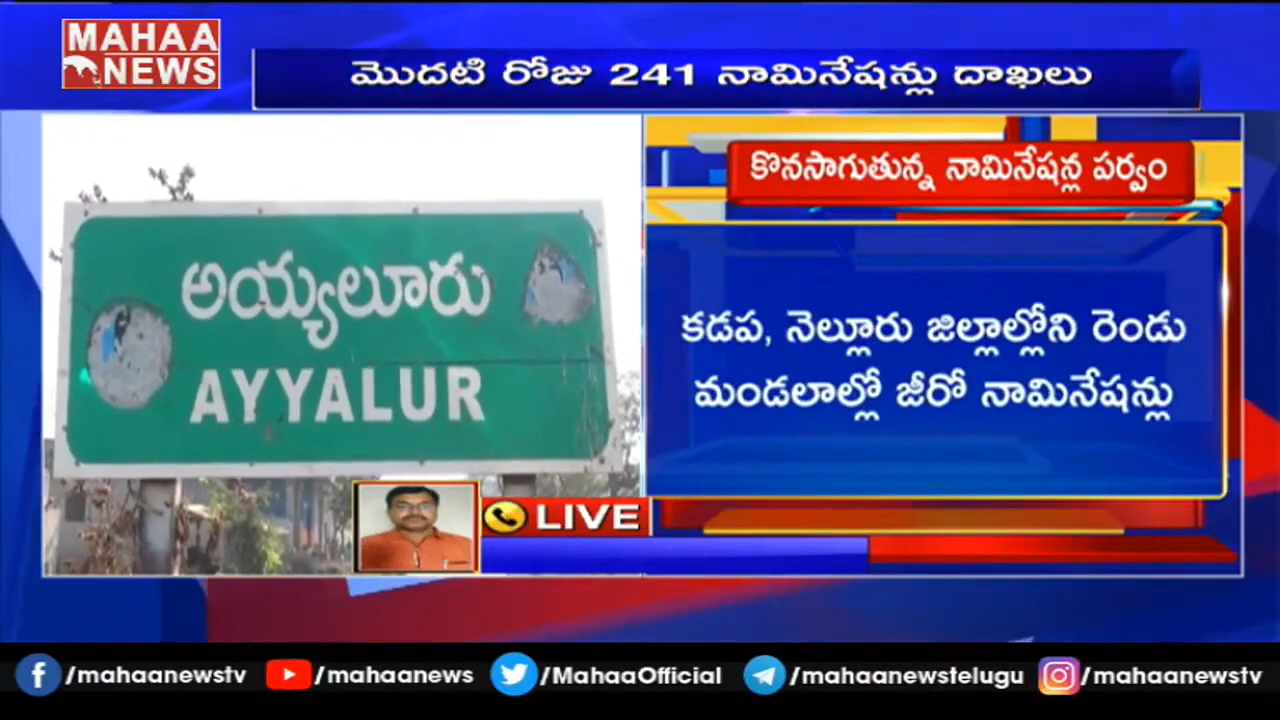 MAHAA
NEWS
మొదటి రోజు 241 నామినేషన్లు దాఖలు
కొనసాగుతున్న నామినేషన్ల పర్వం
అయ్యలూరు
AYYALUR
కడప, నెల్లూరు జిల్లాల్లోని రెండు
మండలాల్లో జీరో నామినేషన్లు
LIVE
/mahaanewstv /mahaanews /MahaaOfficial /mahaanewstelugu /mahaanewstv